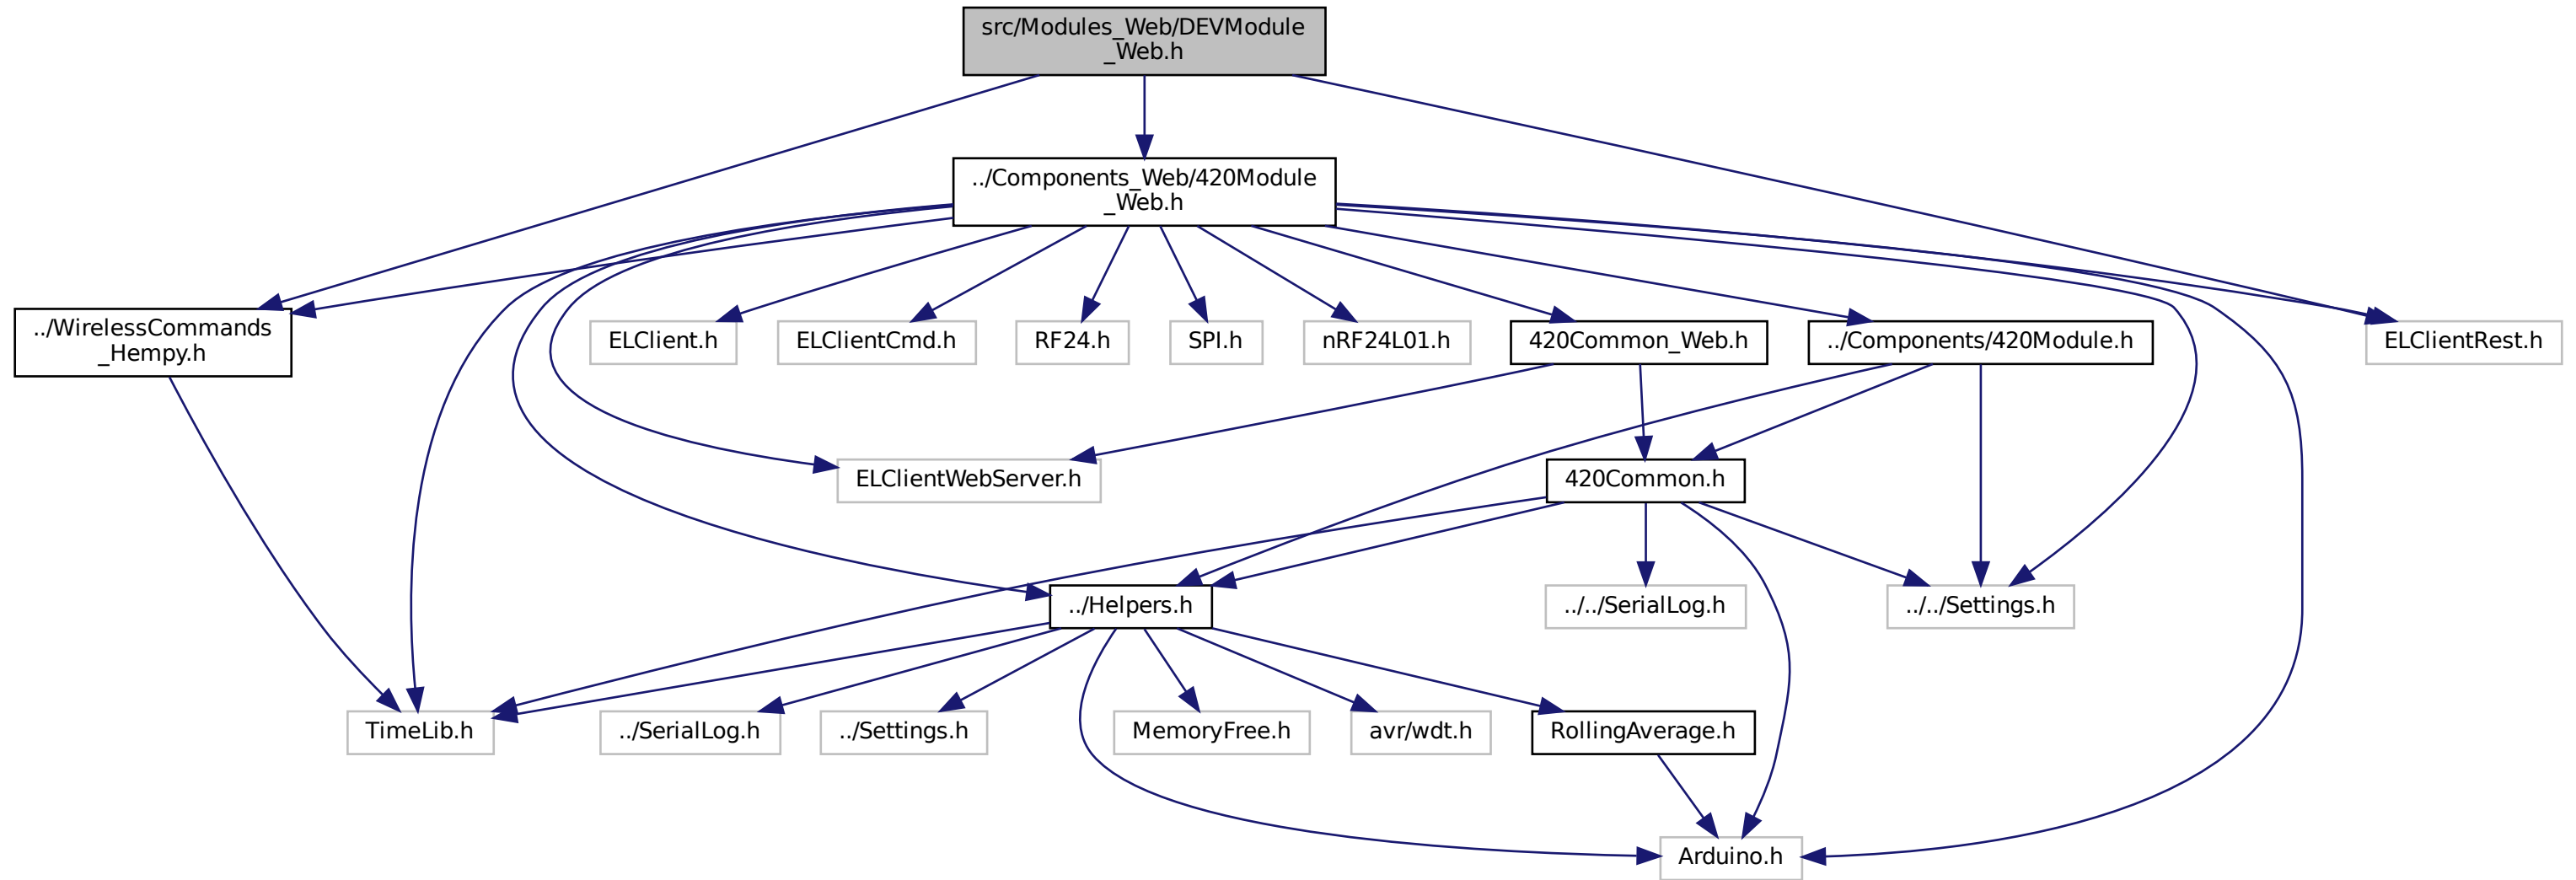 src/Modules_Web/DEVModule
_Web.h
../Components_Web/420Module
_Web.h
../WirelessCommands
_Hempy.h
ELClient.h
ELClientCmd.h
RF24.h
SPI.h
nRF24L01.h
420Common_Web.h
../Components/420Module.h
ELClientRest.h
ELClientWebServer.h
420Common.h
../Helpers.h
../../SerialLog.h
../../Settings.h
TimeLib.h
../SerialLog.h
../Settings.h
MemoryFree.h
avr/wdt.h
RollingAverage.h
Arduino.h